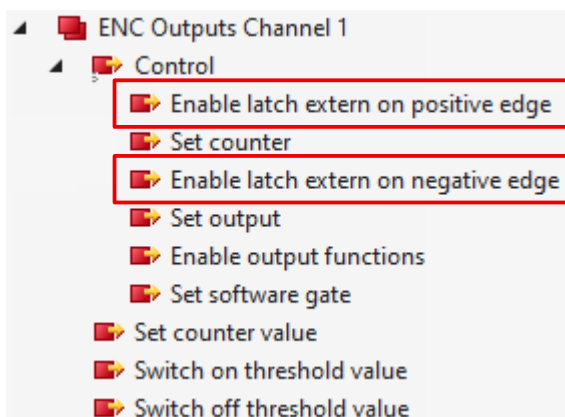 ENC Outputs Channel 1
Control
Enable latch extern on positive edge
Set counter
Enable latch extern on negative edge
Set output
Enable output functions
Set software gate
Set counter value
Switch on threshold value
Switch off threshold value